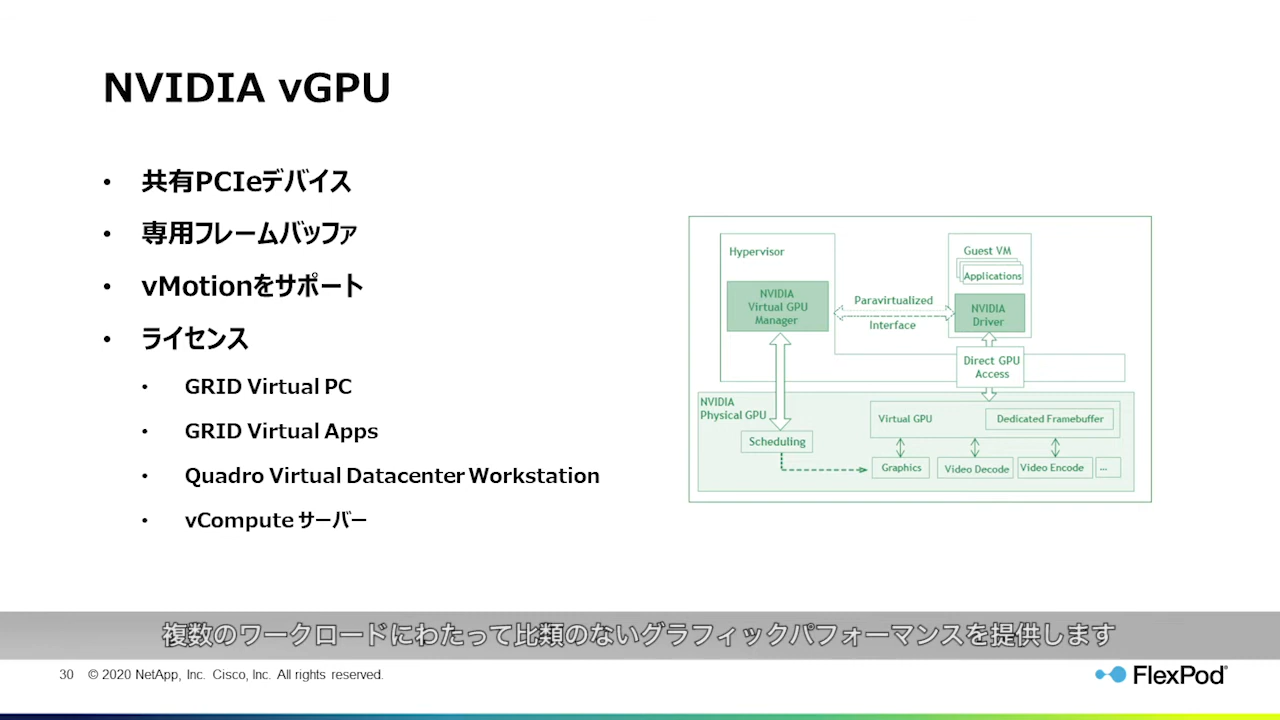 NVIDIA vGPU
• 共有PCIeデバイス
• 専用フレームバッファ
• vMotionをサポート
• ライセンス
• GRID Virtual PC
• GRID Virtual Apps
• Quadro Virtual Datacenter Workstation
• vCompute サーバー
Hypervisor
NVIDIA
Virtual GPU
Manager
Paravirtualized
Interface
Guest VM
Applications
NVIDIA
Driver
Direct GPU
Access
NVIDIA
Physical GPU
Scheduling
Virtual GPU
Dedicated Framebuffer
Graphics
Video Decode
Video Encode
...
複数のワークロードにわたって比類のないグラフィックパフォーマンスを提供します
30 © 2020 NetApp, Inc. Cisco, Inc. All rights reserved.
FlexPod®